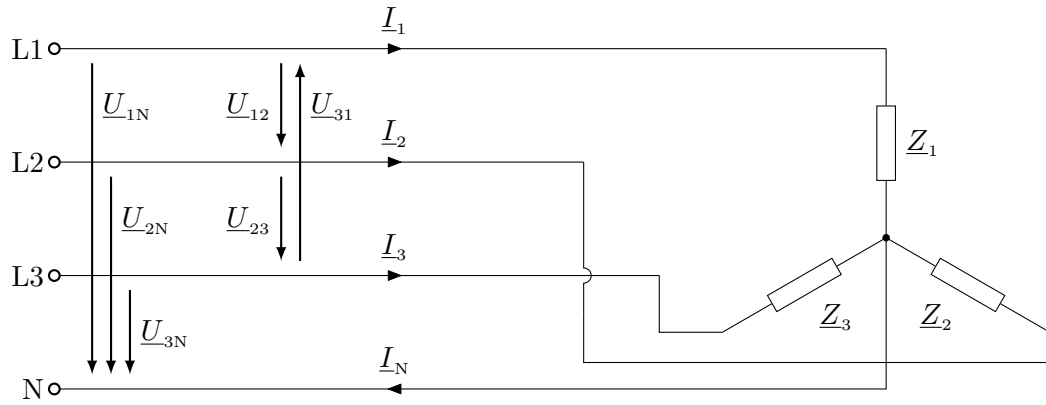 I1
L1
U1N U12 U31
I2
Z1
L2
U2N U23
I3
L3
Z3 Z2
U3N
IN
N